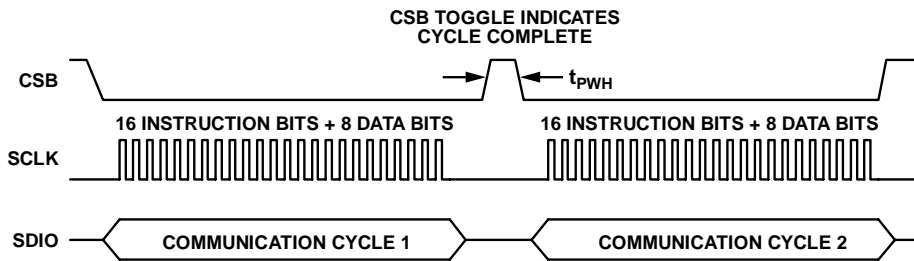 CSB TOGGLE INDICATES
CYCLE COMPLETE
CSB
tPWH
16 INSTRUCTION BITS + 8 DATA BITS
16 INSTRUCTION BITS + 8 DATA BITS
SCLK
SDIO
COMMUNICATION CYCLE 1
COMMUNICATION CYCLE 2